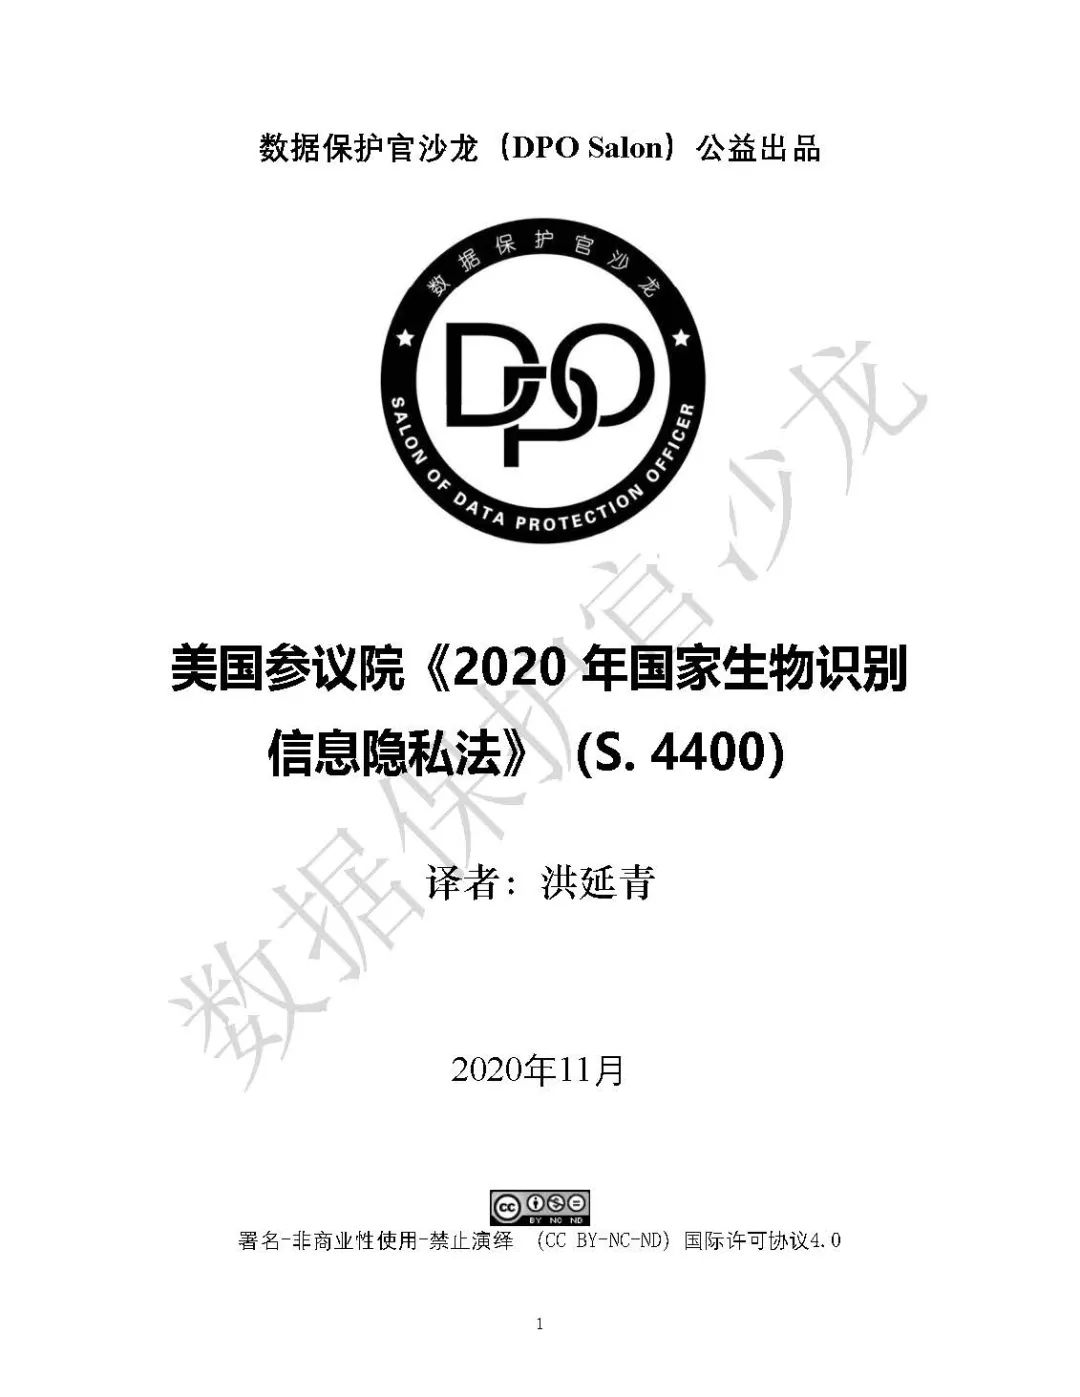 数据保护官沙龙（DPO Salon）公益出品
数据保护官沙龙
DPO
SALON OF DATA PROTECTION OFFICER
美国参议院《2020 年国家生物识别
信息隐私法》（S. 4400）
译者：洪延青
2020年11月
cc
BY NC ND
署名-非商业性使用-禁止演绎 （CC BY-NC-ND）国际许可协议4.0
1
数据保护官沙龙